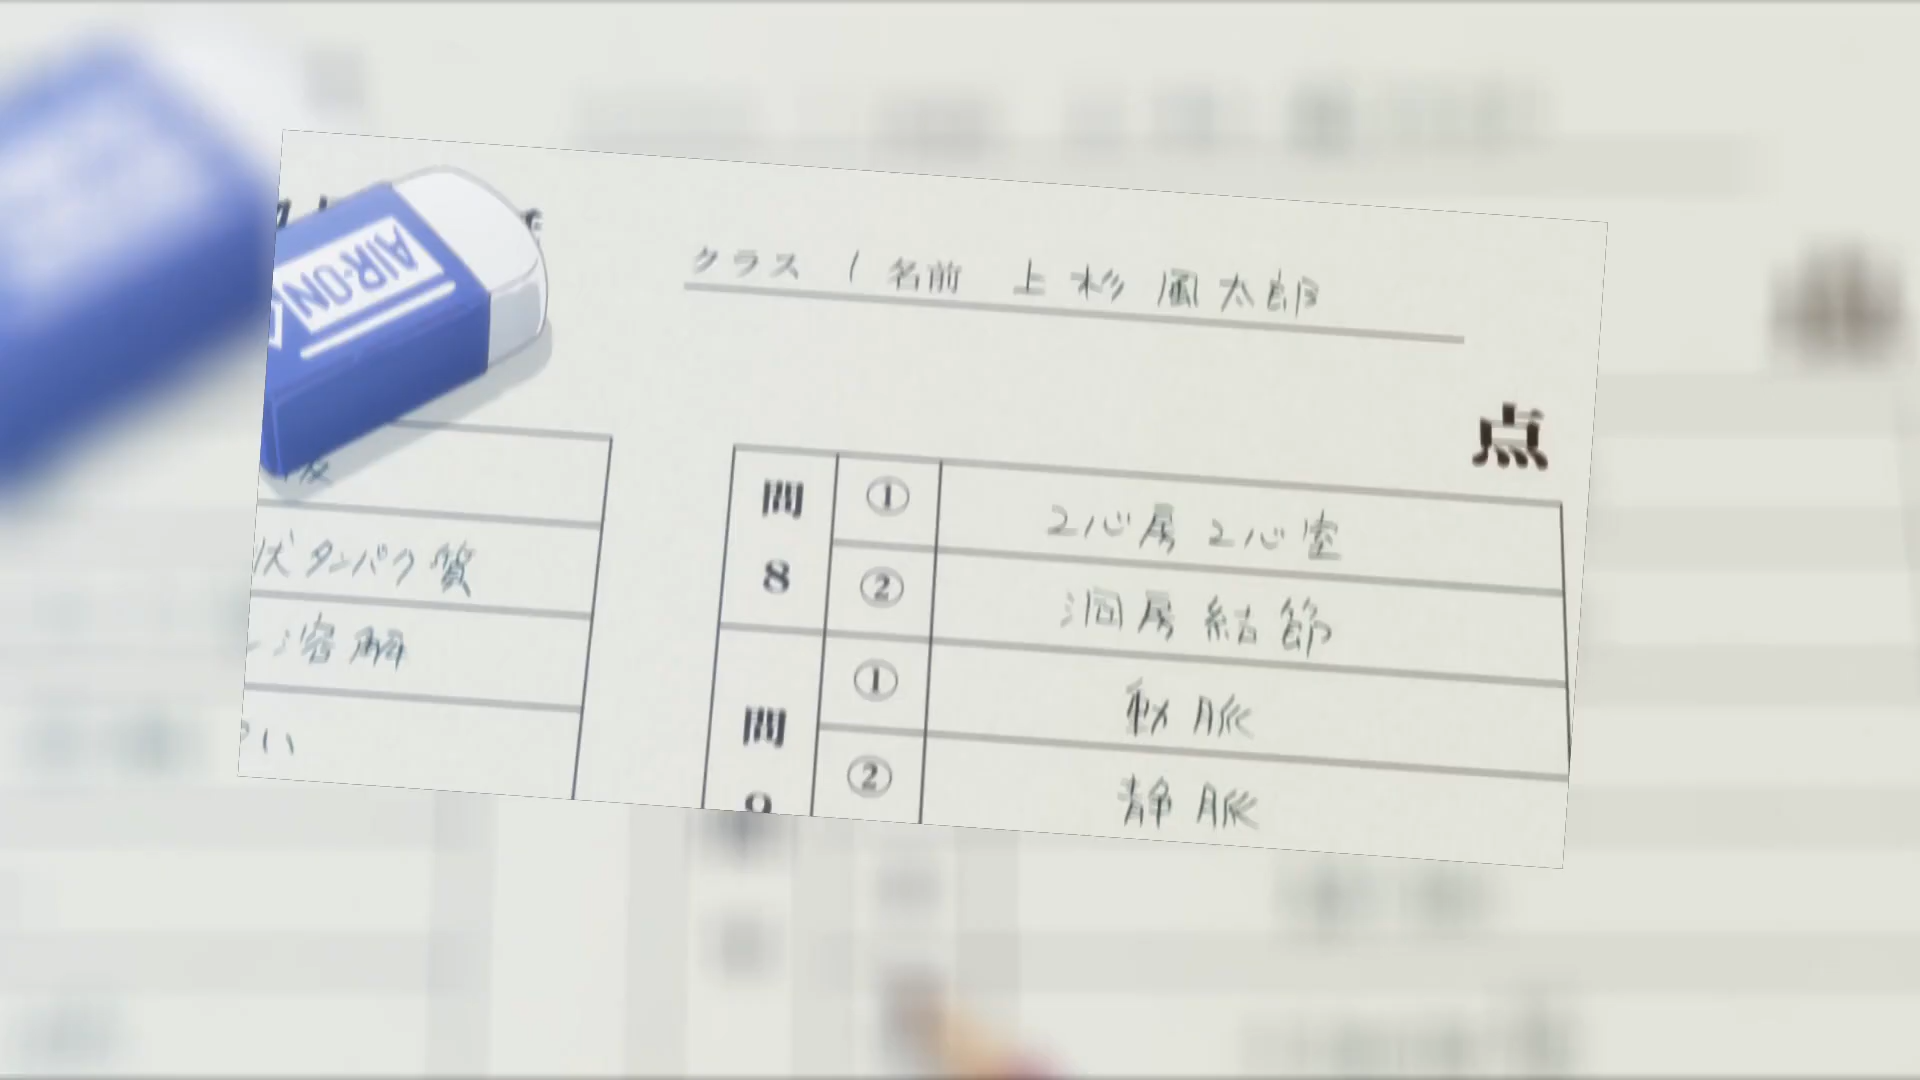 AIR-ON
クラス 1 名前 上杉 風太郎
点
状タンパク質
溶解
問8 ① 2心房2心室
② 洞房結節
問9 ① 動脈
② 静脈